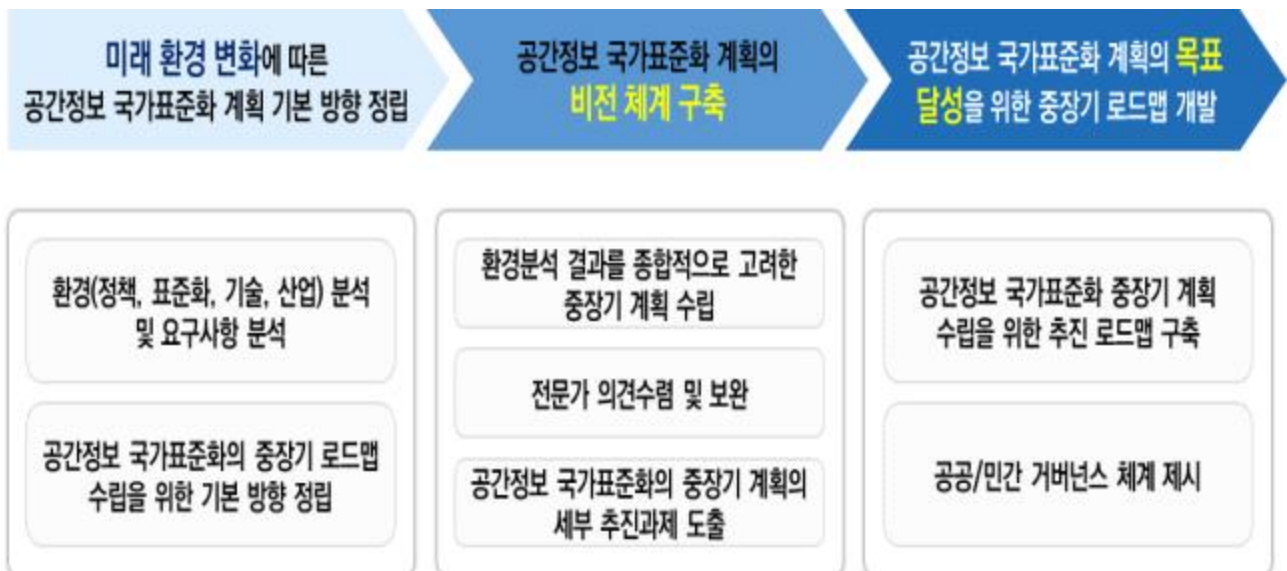 미래 환경 변화에 따른
공간정보 국가표준화 계획 기본 방향 정립
공간정보 국가표준화 계획의
비전 체계 구축
공간정보 국가표준화 계획의 목표
달성을 위한 중장기 로드맵 개발
환경(정책, 표준화, 기술, 산업) 분석
및 요구사항 분석
공간정보 국가표준화의 중장기 로드맵
수립을 위한 기본 방향 정립
환경분석 결과를 종합적으로 고려한
중장기 계획 수립
전문가 의견수렴 및 보완
공간정보 국가표준화의 중장기 계획의
세부 추진과제 도출
공간정보 국가표준화 중장기 계획
수립을 위한 추진 로드맵 구축
공공/민간 거버넌스 체계 제시